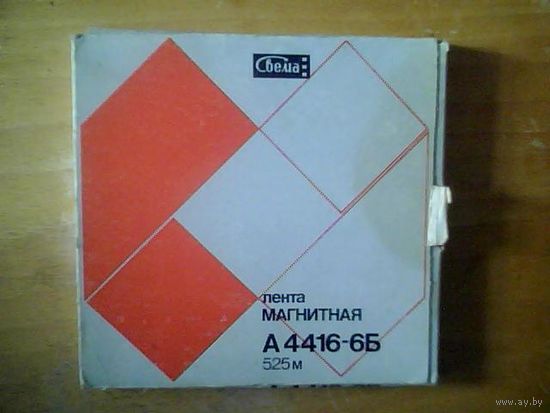 Свема
лента
МАГНИТНАЯ
А 4416-6Б
525 м
www.ay.by